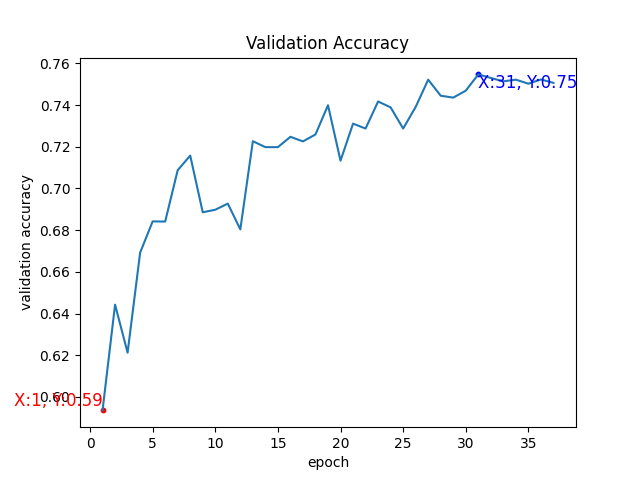 Validation Accuracy
validation accuracy
0.76
0.74
0.72
0.70
0.68
0.66
0.64
0.62
0.60
X:31, Y:0.75
X:1, Y:0.59
0 5 10 15 20 25 30 35
epoch